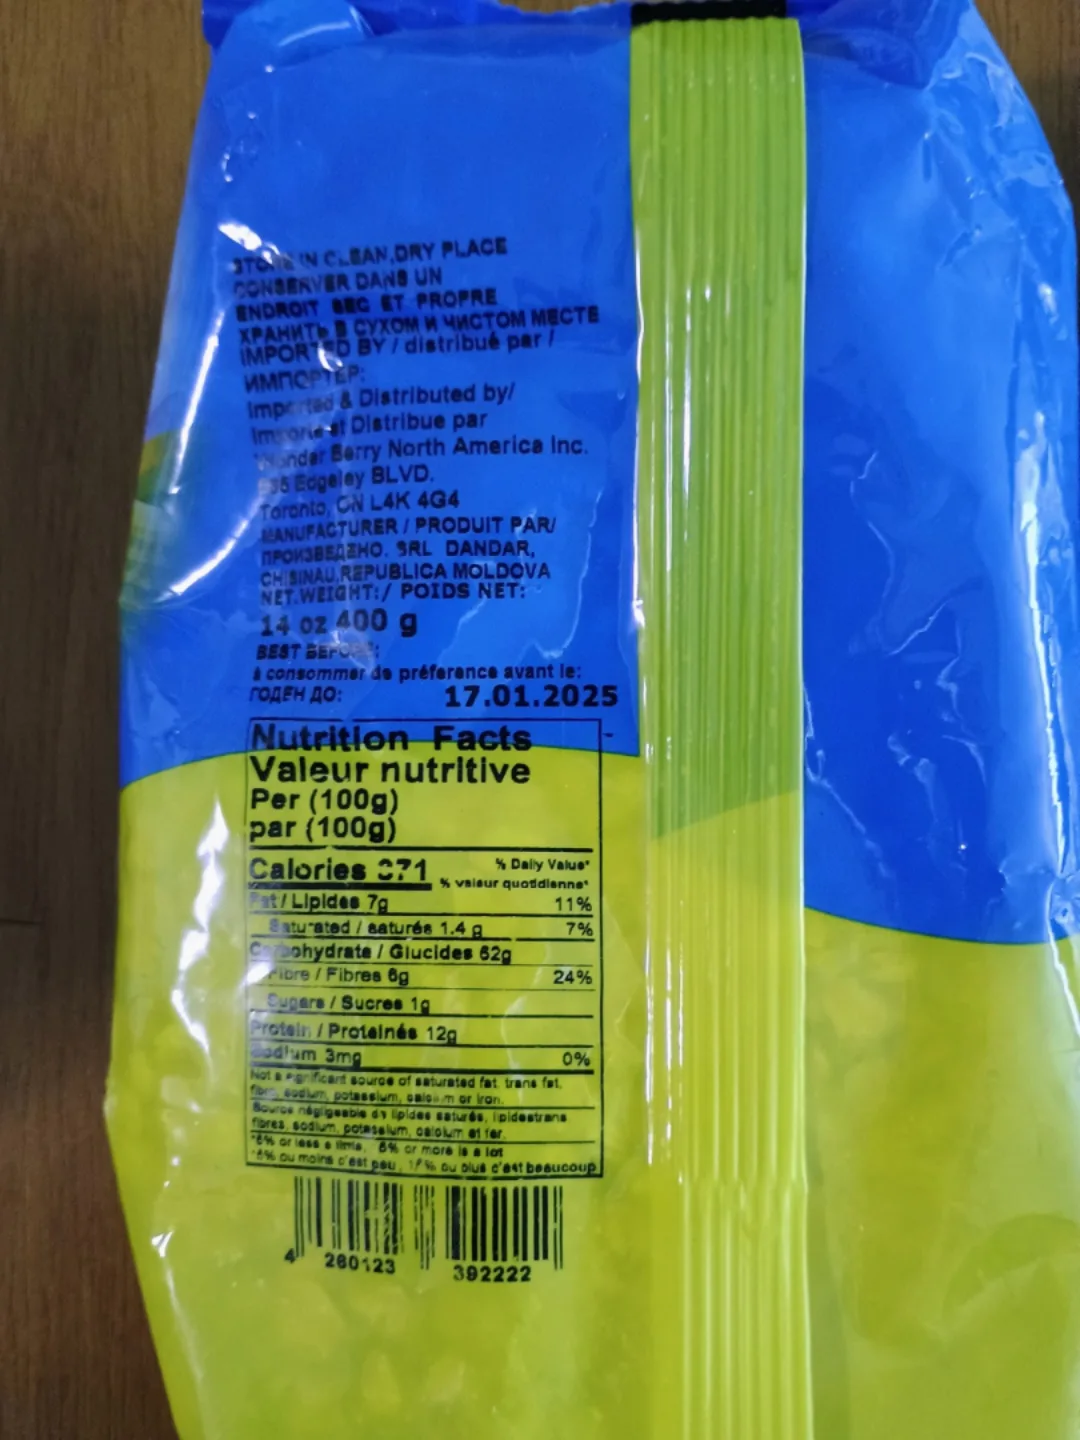 STORE IN CLEAN,DRY PLACE
CONSERVER DANS UN
ENDROIT SEC ET PROPRE
ХРАНИТЬ В СУХОМ И ЧИСТОМ МЕСТЕ
IMPORTED BY / distribué par /
ИМПОРТЕР:
Imported & Distributed by/
Importe et Distribue par
Wonder Berry North America Inc.
Edgeley BLVD.
Toronto, ON L4K 4G4
MANUFACTURER / PRODUIT PAR/
ПРОИЗВЕДЕНО. SRL DANDAR,
CHISINAU,REPUBLICA MOLDOVA
NET.WEIGHT:/ POIDS NET:
14 oz 400 g
BEST BEFORE:
à consommer de préference avant le:
ГОДЕН ДО: 17.01.2025
Nutrition Facts
Valeur nutritive
Per (100g)
par (100g)
Calories 371 % Daily Value*
% valeur quotidienne*
Fat / Lipides 7g 11%
Saturated / saturés 1.4 g 7%
Carbohydrate / Glucides 62g
Fibre / Fibres 6g 24%
Sugars / Sucres 1g
Protein / Proteinés 12g
Sodium 3mg 0%
Not a significant source of saturated fat, trans fat,
fibre, sodium, potassium, calcium or iron.
Source négligeable de lipides saturés, lipidestrans
fibres, sodium, potassium, calcium et fer.
or less a little, or more is a lot
ou moins c'est peu, ou plus c'est beaucoup
4 260123 392222